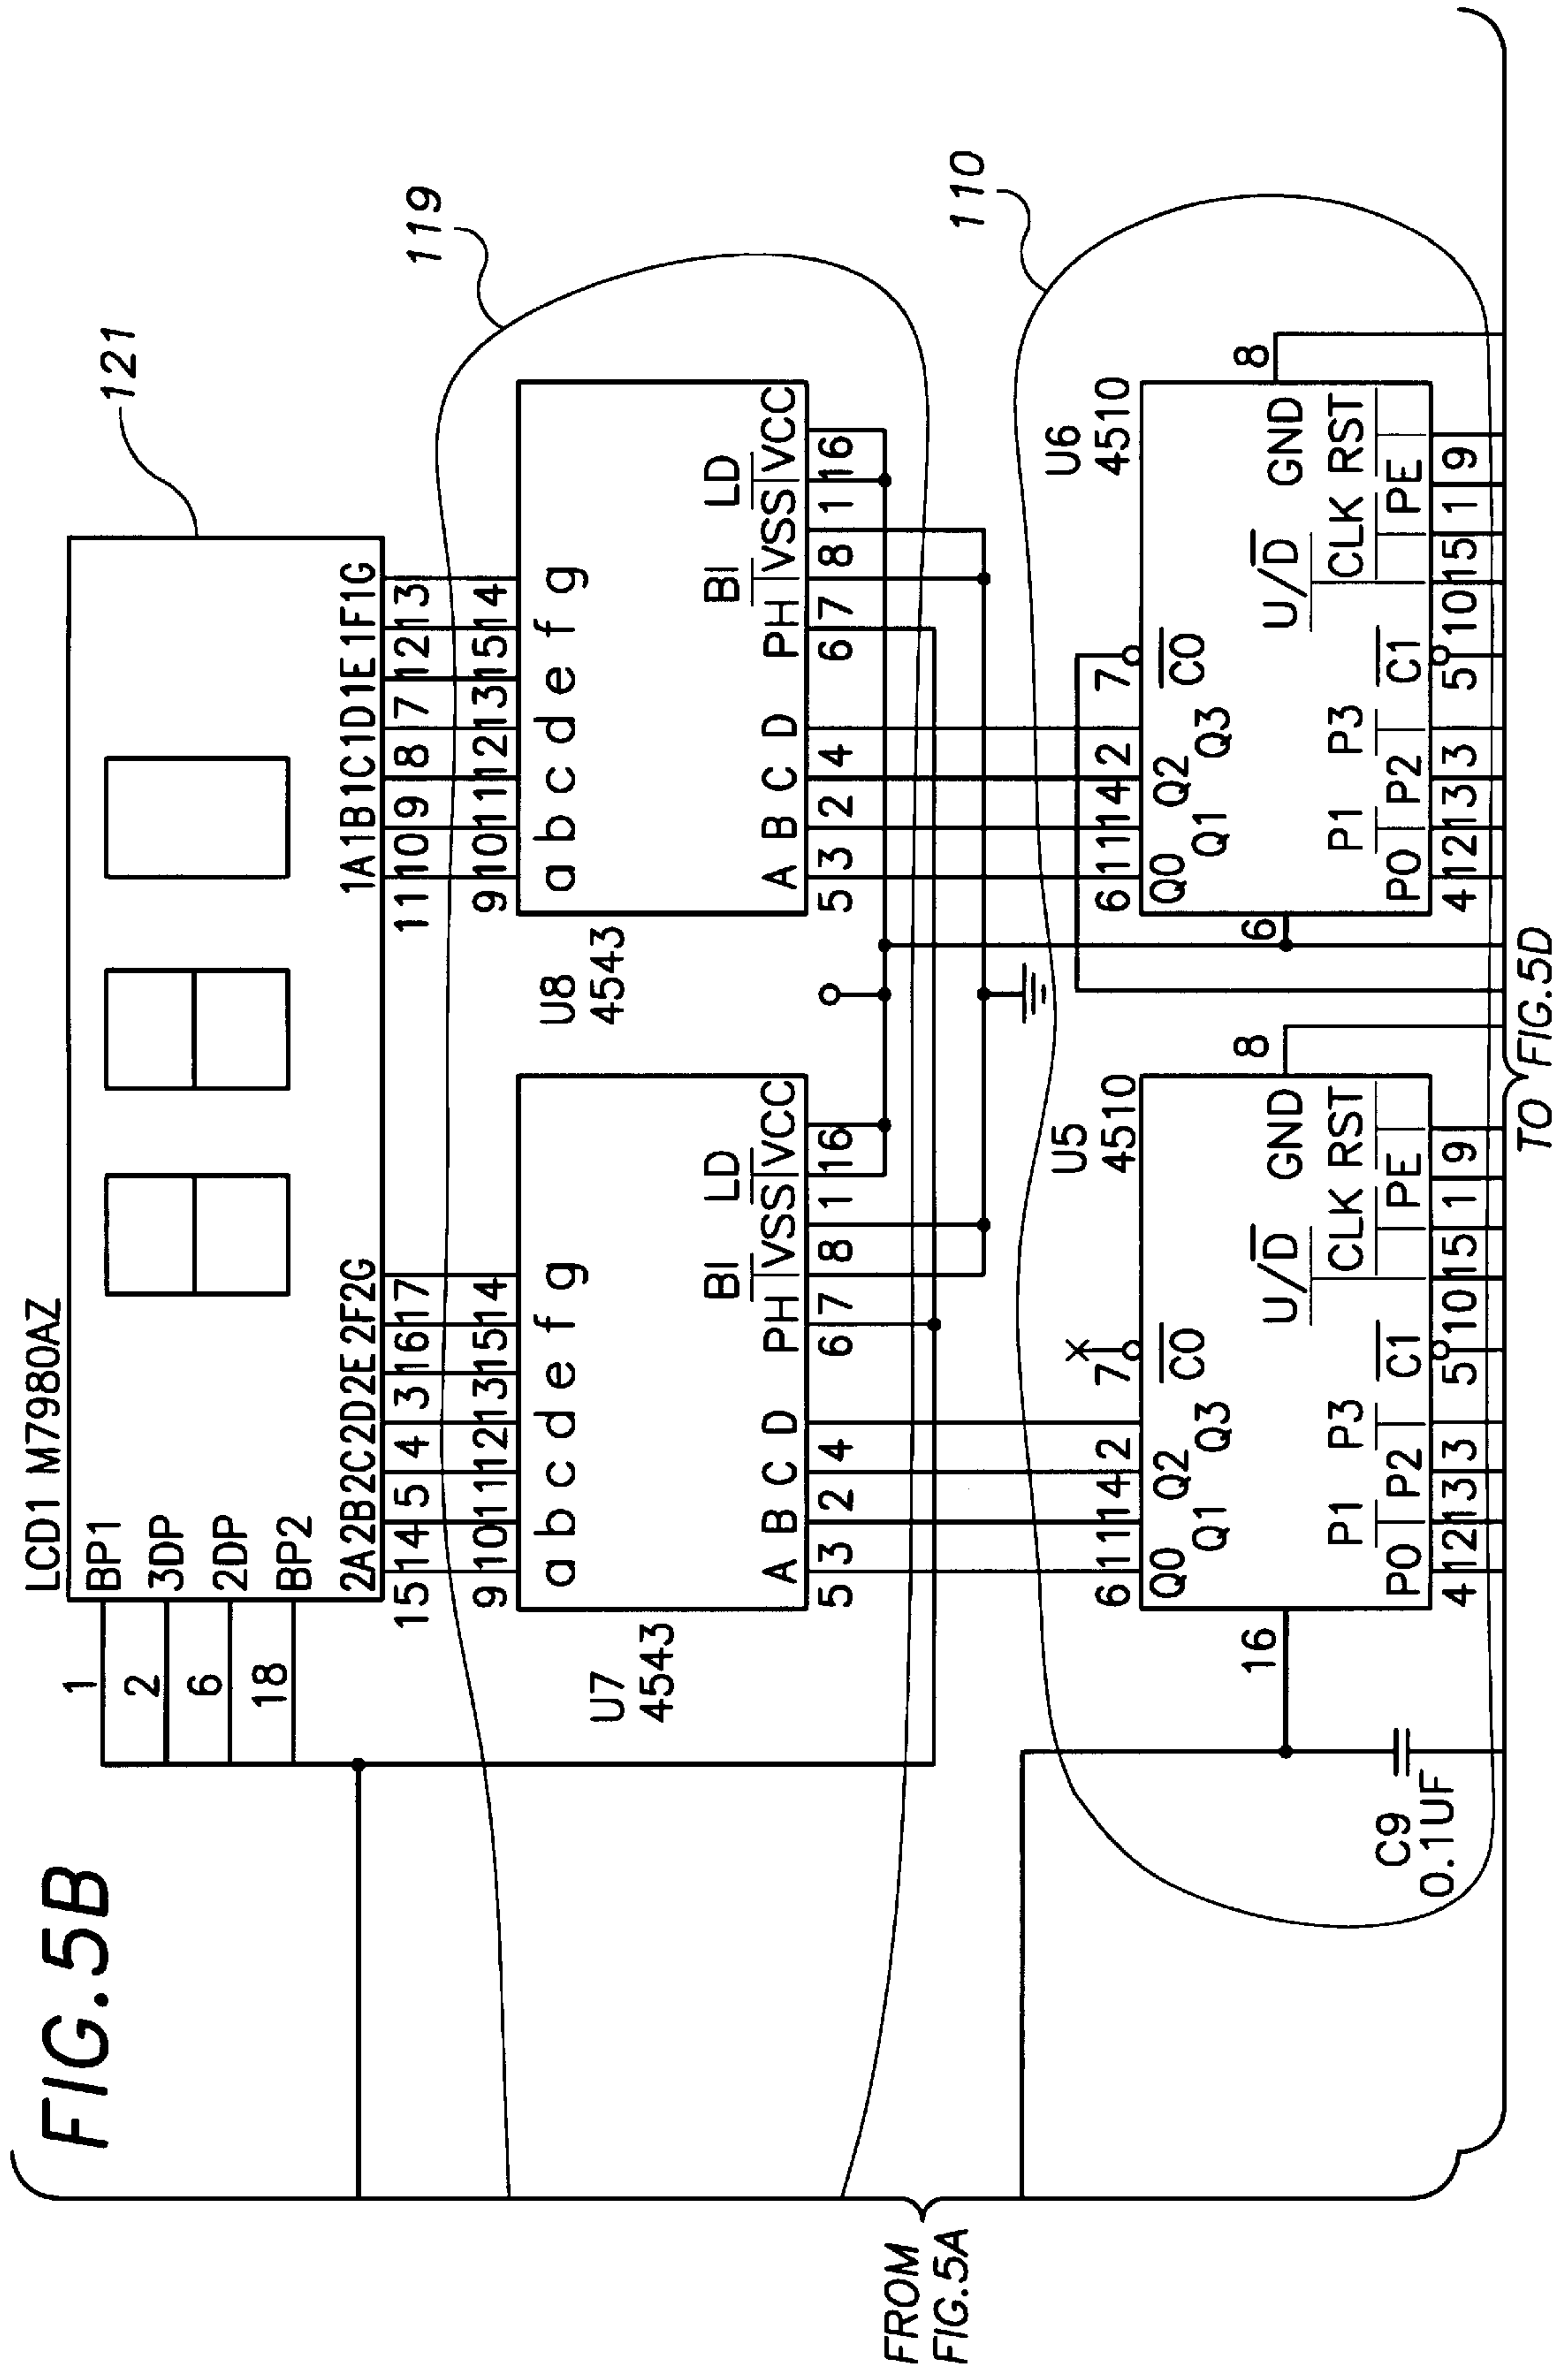 FIG.5B
LCD1 M7980AZ
121
BP1
3DP
2DP
BP2
1
2
6
18
2A2B2C2D2E 2F2G
1A1B1C1D1E1F1G
15 14 5 4 3 16 17
11 10 9 8 7 12 13
119
9 10 11 12 13 15 14
9 10 11 12 13 15 14
a b c d e f g
a b c d e f g
U7
4543
U8
4543
BI LD
BI LD
A B C D PH VSS VCC
A B C D PH VSS VCC
5 3 2 4 6 7 8 1 16
5 3 2 4 6 7 8 1 16
110
U5
4510
U6
4510
6 11 14 2 7
6 11 14 2 7
Q0 Q2 CO
Q0 Q2 CO
Q1 Q3
Q1 Q3
16
8
6
8
U/D GND
U/D GND
P1 P3 CLK RST
P1 P3 CLK RST
P0 P2 C1 PE
P0 P2 C1 PE
4 12 13 3 5 10 15 1 9
4 12 13 3 5 10 15 1 9
C9
0.1UF
FROM
FIG.5A
TO FIG.5D